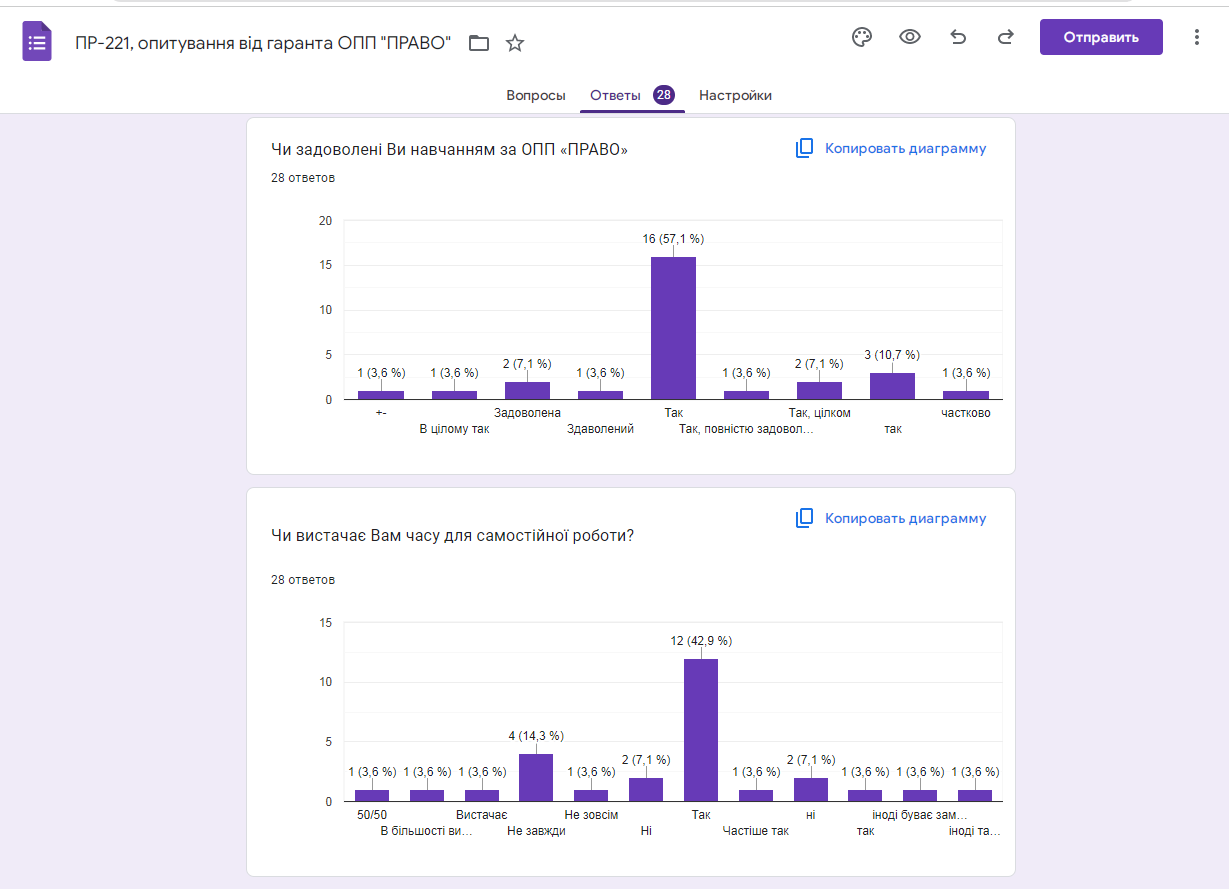 ПР-221, опитування від гаранта ОПП "ПРАВО"
Отправить
Вопросы Ответы 28 Настройки
Чи задоволені Ви навчанням за ОПП «ПРАВО»
Копировать диаграмму
28 ответов
20
15
10
5
0
1 (3,6 %) 1 (3,6 %) 2 (7,1 %) 1 (3,6 %) 16 (57,1 %) 1 (3,6 %) 2 (7,1 %) 3 (10,7 %) 1 (3,6 %)
+- Задоволена Так Так, цілком частково
В цілому так Здаволений Так, повністю задовол… так
Копировать диаграмму
Чи вистачає Вам часу для самостійної роботи?
28 ответов
15
10
5
0
1 (3,6 %) 1 (3,6 %) 1 (3,6 %) 4 (14,3 %) 1 (3,6 %) 2 (7,1 %) 12 (42,9 %) 1 (3,6 %) 2 (7,1 %) 1 (3,6 %) 1 (3,6 %) 1 (3,6 %)
50/50 Вистачає Не зовсім Так ні іноді буває зам…
В більшості ви… Не завжди Ні Частіше так так іноді та…